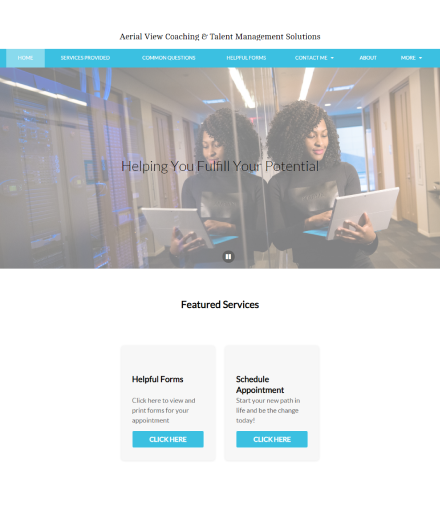 Aerial View Coaching & Talent Management Solutions
HOME SERVICES PROVIDED COMMON QUESTIONS HELPFUL FORMS CONTACT ME ABOUT MORE
Helping You Fulfill Your Potential
Featured Services
Helpful Forms
Click here to view and
print forms for your
appointment
CLICK HERE
Schedule
Appointment
Start your new path in
life and be the change
today!
CLICK HERE